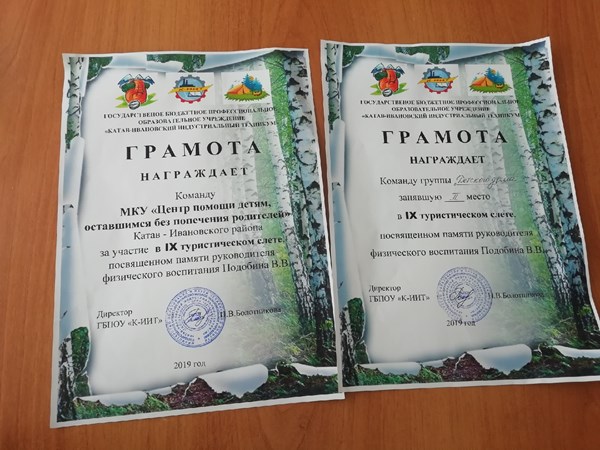 ГОСУДАРСТВЕННОЕ БЮДЖЕТНОЕ ПРОФЕССИОНАЛЬНОЕ
ОБРАЗОВАТЕЛЬНОЕ УЧРЕЖДЕНИЕ
«КАТАВ-ИВАНОВСКИЙ ИНДУСТРИАЛЬНЫЙ ТЕХНИКУМ»
ГРАМОТА
НАГРАЖДАЕТ
Команду
МКУ «Центр помощи детям,
оставшимся без попечения родителей»
Катав - Ивановского района
за участие в IX туристическом слете,
посвященном памяти руководителя
физического воспитания Подобина В.В.
Директор
ГБПОУ «К-ИИТ»
Н.В.Болотникова
2019 год
ГОСУДАРСТВЕННОЕ БЮДЖЕТНОЕ ПРОФЕССИОНАЛЬНОЕ
ОБРАЗОВАТЕЛЬНОЕ УЧРЕЖДЕНИЕ
«КАТАВ-ИВАНОВСКИЙ ИНДУСТРИАЛЬНЫЙ ТЕХНИКУМ»
ГРАМОТА
НАГРАЖДАЕТ
Команду группы
занявшую II место
в IX туристическом слете,
посвященном памяти руководителя
физического воспитания Подобина В.В.
Директор
ГБПОУ «К-ИИТ»
Н.В.Болотникова
2019 год